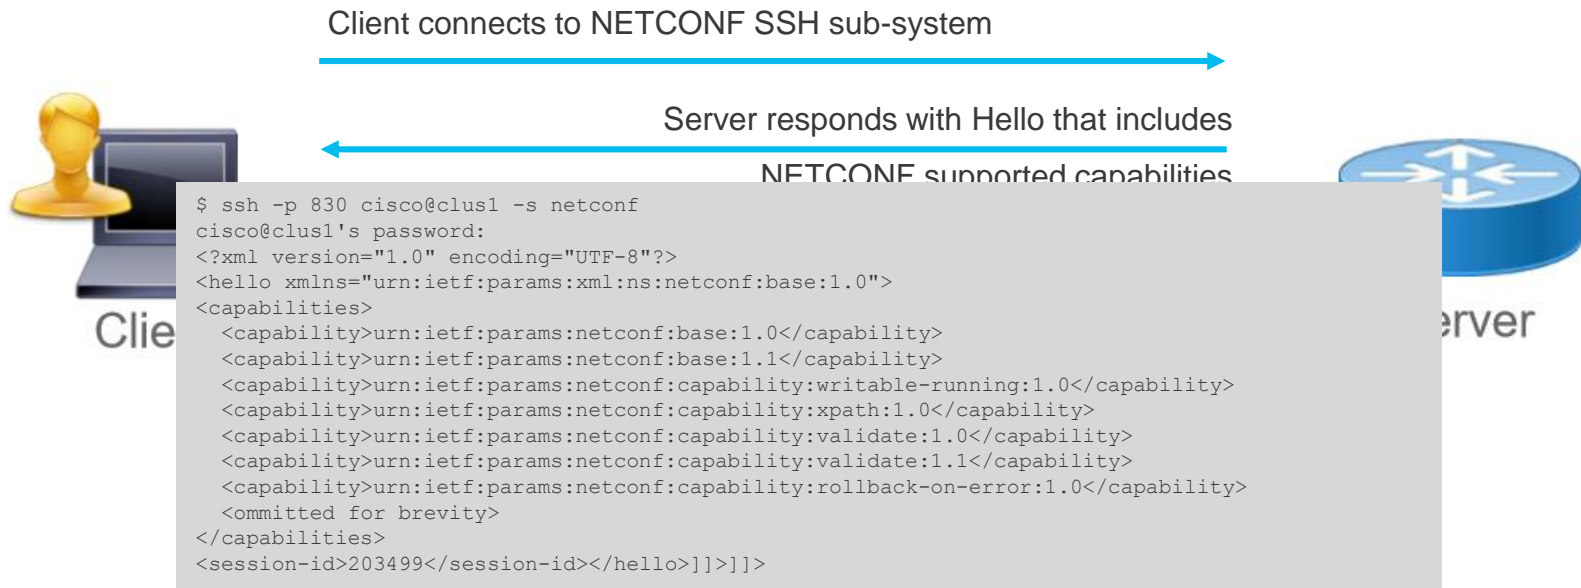 Client connects to NETCONF SSH sub-system
Server responds with Hello that includes
NETCONF supported capabilities
$ ssh -p 830 cisco@clus1 -s netconf
cisco@clus1's password:
<?xml version="1.0" encoding="UTF-8"?>
<hello xmlns="urn:ietf:params:xml:ns:netconf:base:1.0">
<capabilities>
  <capability>urn:ietf:params:netconf:base:1.0</capability>
  <capability>urn:ietf:params:netconf:base:1.1</capability>
  <capability>urn:ietf:params:netconf:capability:writable-running:1.0</capability>
  <capability>urn:ietf:params:netconf:capability:xpath:1.0</capability>
  <capability>urn:ietf:params:netconf:capability:validate:1.0</capability>
  <capability>urn:ietf:params:netconf:capability:validate:1.1</capability>
  <capability>urn:ietf:params:netconf:capability:rollback-on-error:1.0</capability>
  <ommitted for brevity>
</capabilities>
<session-id>203499</session-id></hello>]]>]]>
Clie
erver